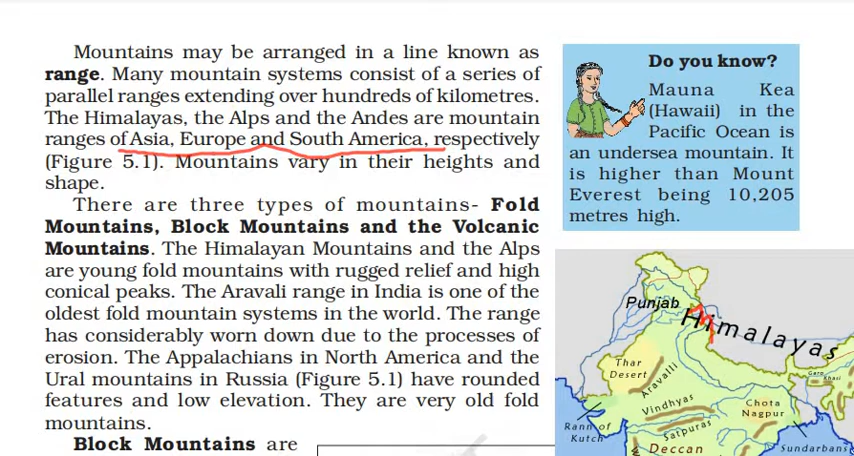 Mountains may be arranged in a line known as
range. Many mountain systems consist of a series of
parallel ranges extending over hundreds of kilometres.
The Himalayas, the Alps and the Andes are mountain
ranges of Asia, Europe and South America, respectively
(Figure 5.1). Mountains vary in their heights and
shape.
There are three types of mountains- Fold
Mountains, Block Mountains and the Volcanic
Mountains. The Himalayan Mountains and the Alps
are young fold mountains with rugged relief and high
conical peaks. The Aravali range in India is one of the
oldest fold mountain systems in the world. The range
has considerably worn down due to the processes of
erosion. The Appalachians in North America and the
Ural mountains in Russia (Figure 5.1) have rounded
features and low elevation. They are very old fold
mountains.
Block Mountains are
Do you know?
Mauna Kea
(Hawaii) in the
Pacific Ocean is
an undersea mountain. It
is higher than Mount
Everest being 10,205
metres high.
Punjab
Himalayas
Thar
Desert
Aravalli
Vindhyas
Satpuras
Chota
Nagpur
Garo
Khasi
Rann of
Kutch
Deccan
Sundarbans